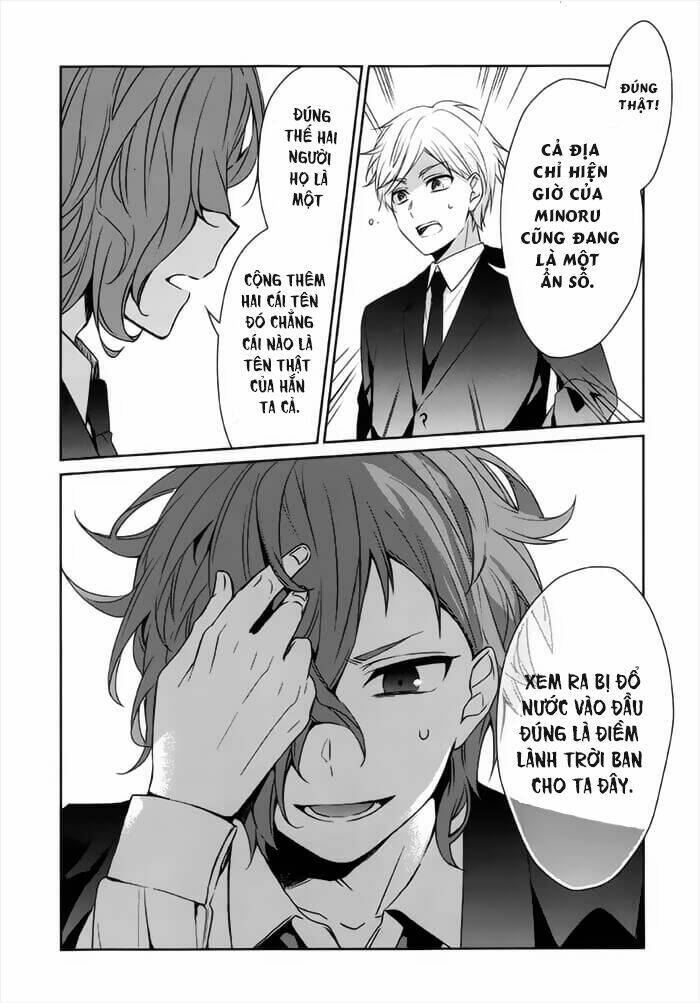 ĐÚNG
THẬT!
CẢ ĐỊA
CHỈ HIỆN
GIỜ CỦA
MINORU
CŨNG ĐANG
LÀ MỘT
ẨN SỐ.
ĐÚNG
THẾ HAI
NGƯỜI
HỌ LÀ
MỘT
CỘNG THÊM
HAI CÁI TÊN
ĐÓ CHẲNG
CÁI NÀO LÀ
TÊN THẬT
CỦA HẮN
TA CẢ.
XEM RA BỊ ĐỔ
NƯỚC VÀO ĐẦU
ĐÚNG LÀ ĐIỀM
LÀNH TRỜI BAN
CHO TA ĐÂY.